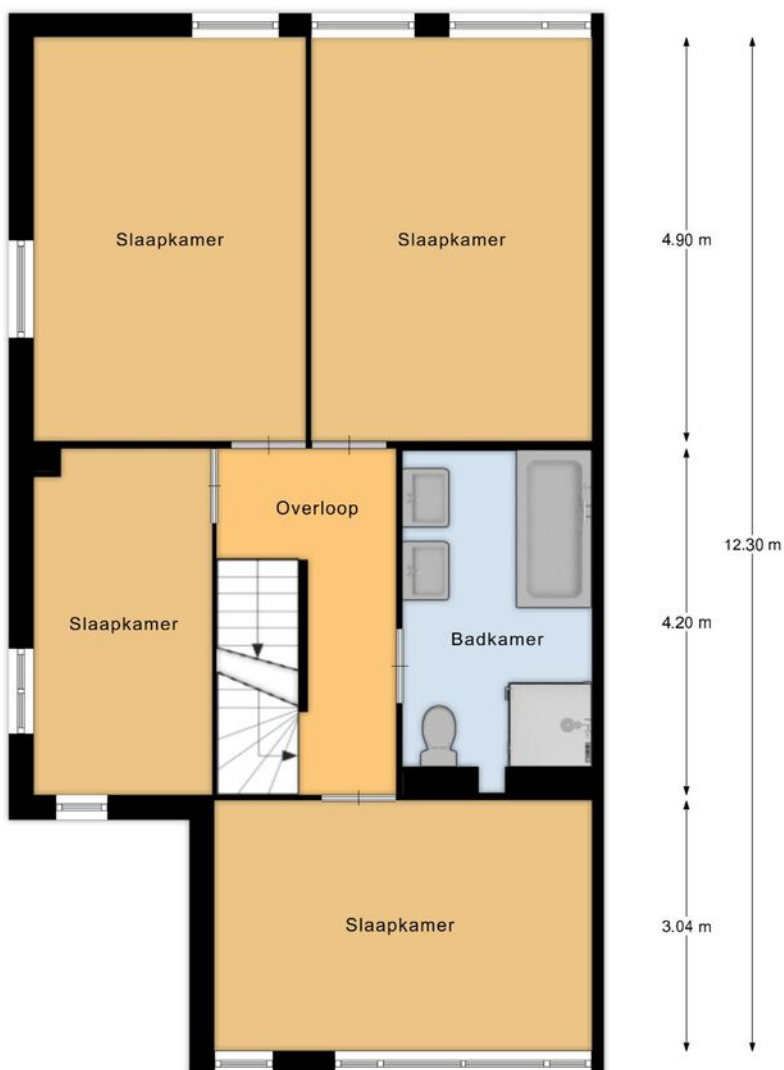 Slaapkamer
Slaapkamer
4.90 m
Overloop
12.30 m
Slaapkamer
4.20 m
Badkamer
Slaapkamer
3.04 m